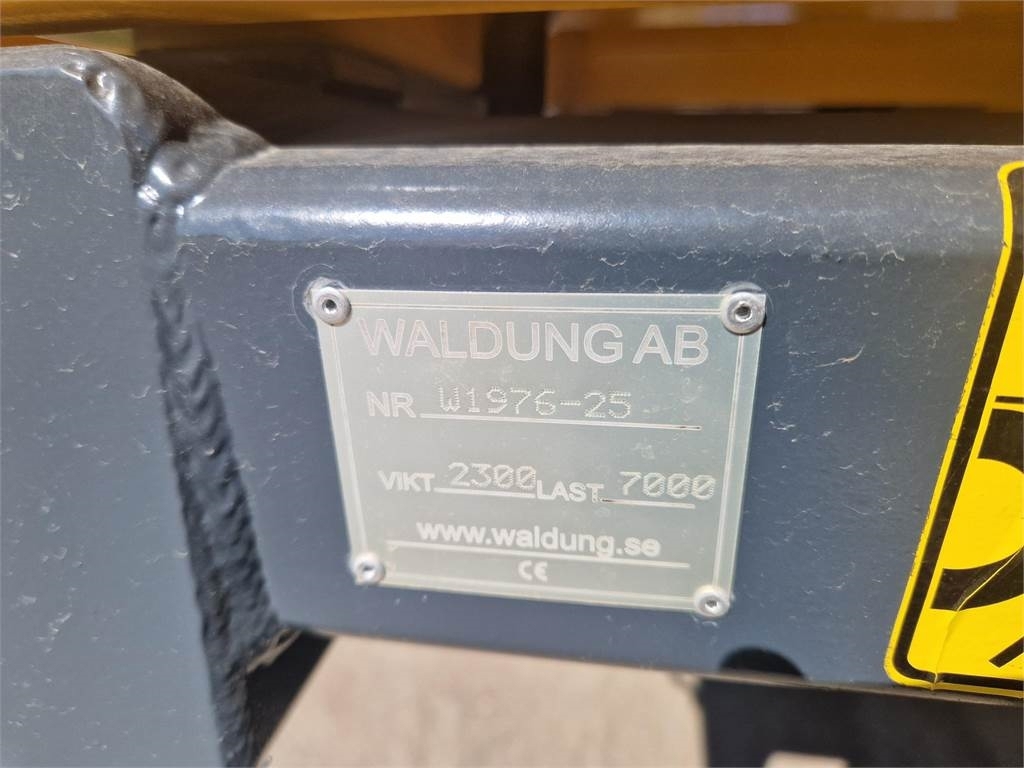 WALDUNG AB
NR W1976-25
VIKT 2300 LAST 7000
www.waldung.se
CE